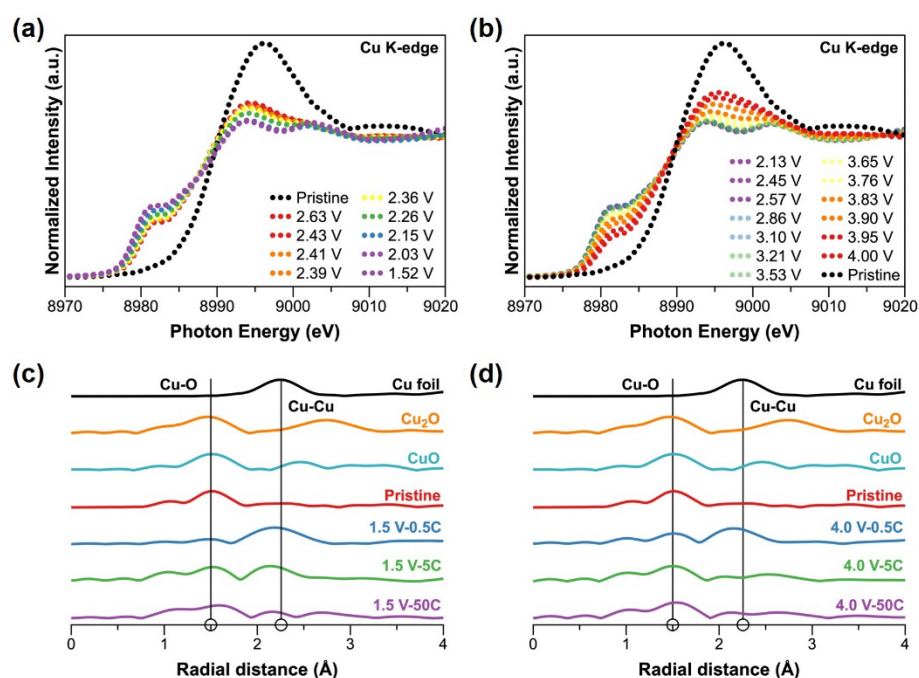 (a)
Cu K-edge
Normalized Intensity (a.u.)
Pristine
2.63 V
2.43 V
2.41 V
2.39 V
2.36 V
2.26 V
2.15 V
2.03 V
1.52 V
8970 8980 8990 9000 9010 9020
Photon Energy (eV)
(b)
Cu K-edge
Normalized Intensity (a.u.)
2.13 V
2.45 V
2.57 V
2.86 V
3.10 V
3.21 V
3.53 V
3.65 V
3.76 V
3.83 V
3.90 V
3.95 V
4.00 V
Pristine
8970 8980 8990 9000 9010 9020
Photon Energy (eV)
(c)
Cu-O
Cu foil
Cu-Cu
Cu₂O
CuO
Pristine
1.5 V-0.5C
1.5 V-5C
1.5 V-50C
0 1 2 3 4
Radial distance (Å)
(d)
Cu-O
Cu foil
Cu-Cu
Cu₂O
CuO
Pristine
4.0 V-0.5C
4.0 V-5C
4.0 V-50C
0 1 2 3 4
Radial distance (Å)